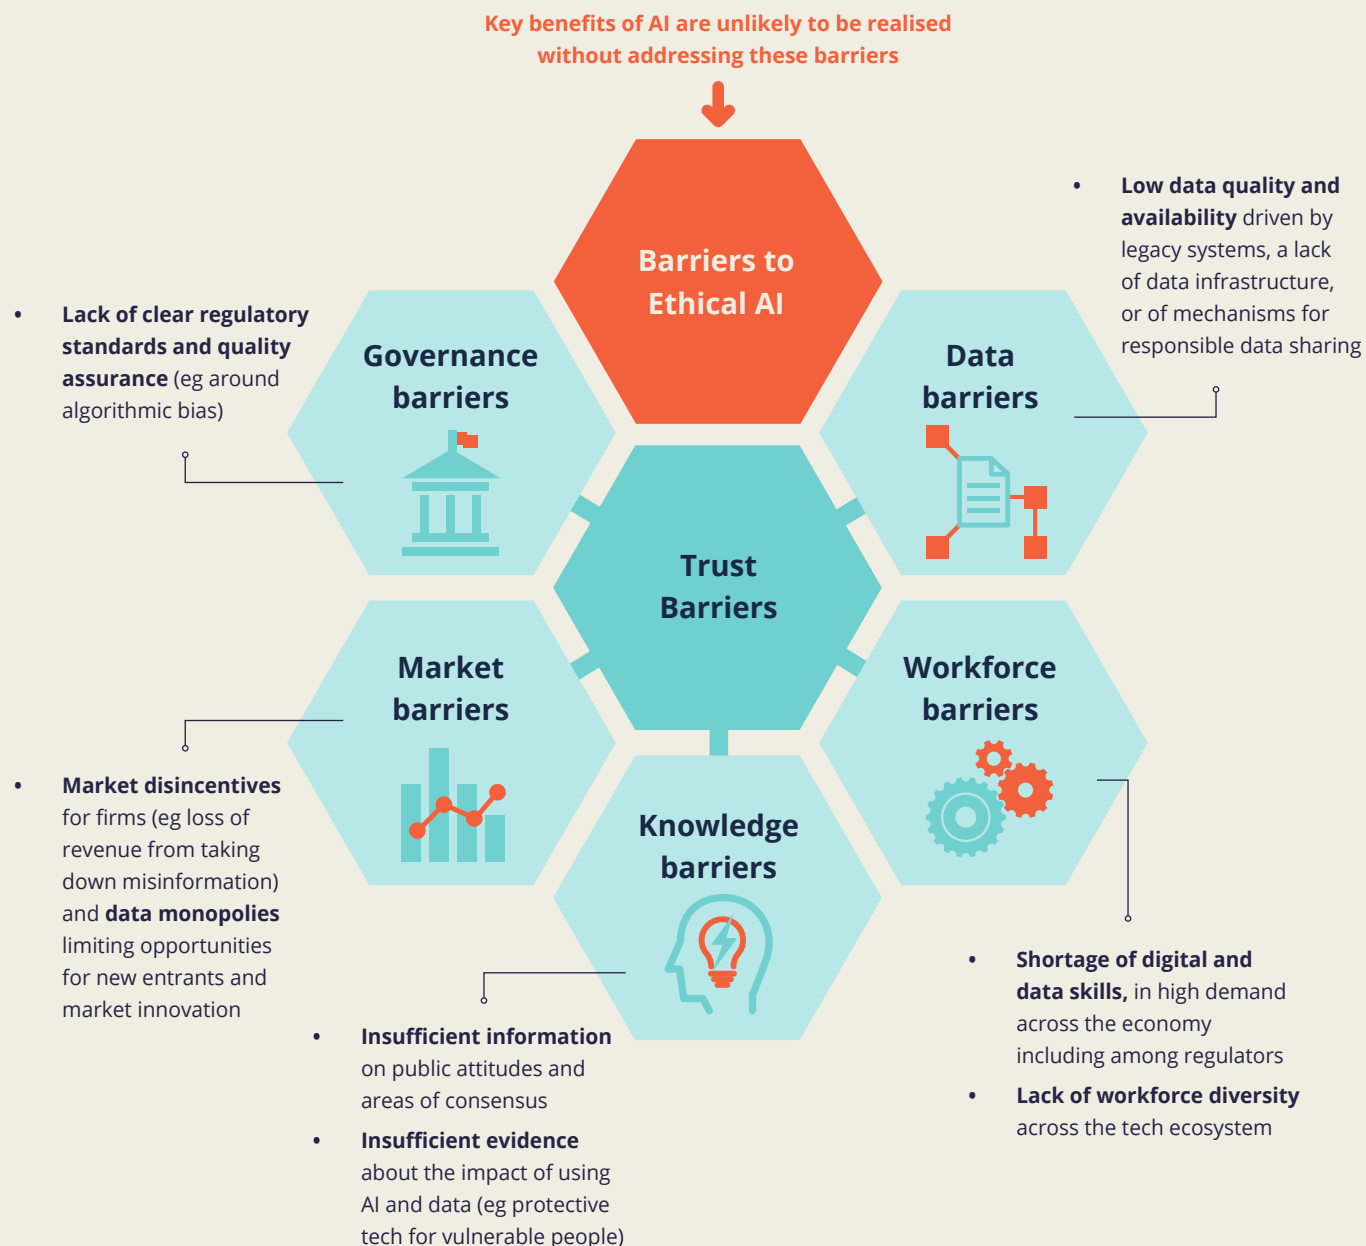 Key benefits of AI are unlikely to be realised
without addressing these barriers
Barriers to
Ethical AI
• Low data quality and
availability driven by
legacy systems, a lack
of data infrastructure,
or of mechanisms for
responsible data sharing
• Lack of clear regulatory
standards and quality
assurance (eg around
algorithmic bias)
Governance
barriers
Data
barriers
Trust
Barriers
Market
barriers
Workforce
barriers
• Market disincentives
for firms (eg loss of
revenue from taking
down misinformation)
and data monopolies
limiting opportunities
for new entrants and
market innovation
Knowledge
barriers
• Insufficient information
on public attitudes and
areas of consensus
• Insufficient evidence
about the impact of using
AI and data (eg protective
tech for vulnerable people)
• Shortage of digital and
data skills, in high demand
across the economy
including among regulators
• Lack of workforce diversity
across the tech ecosystem